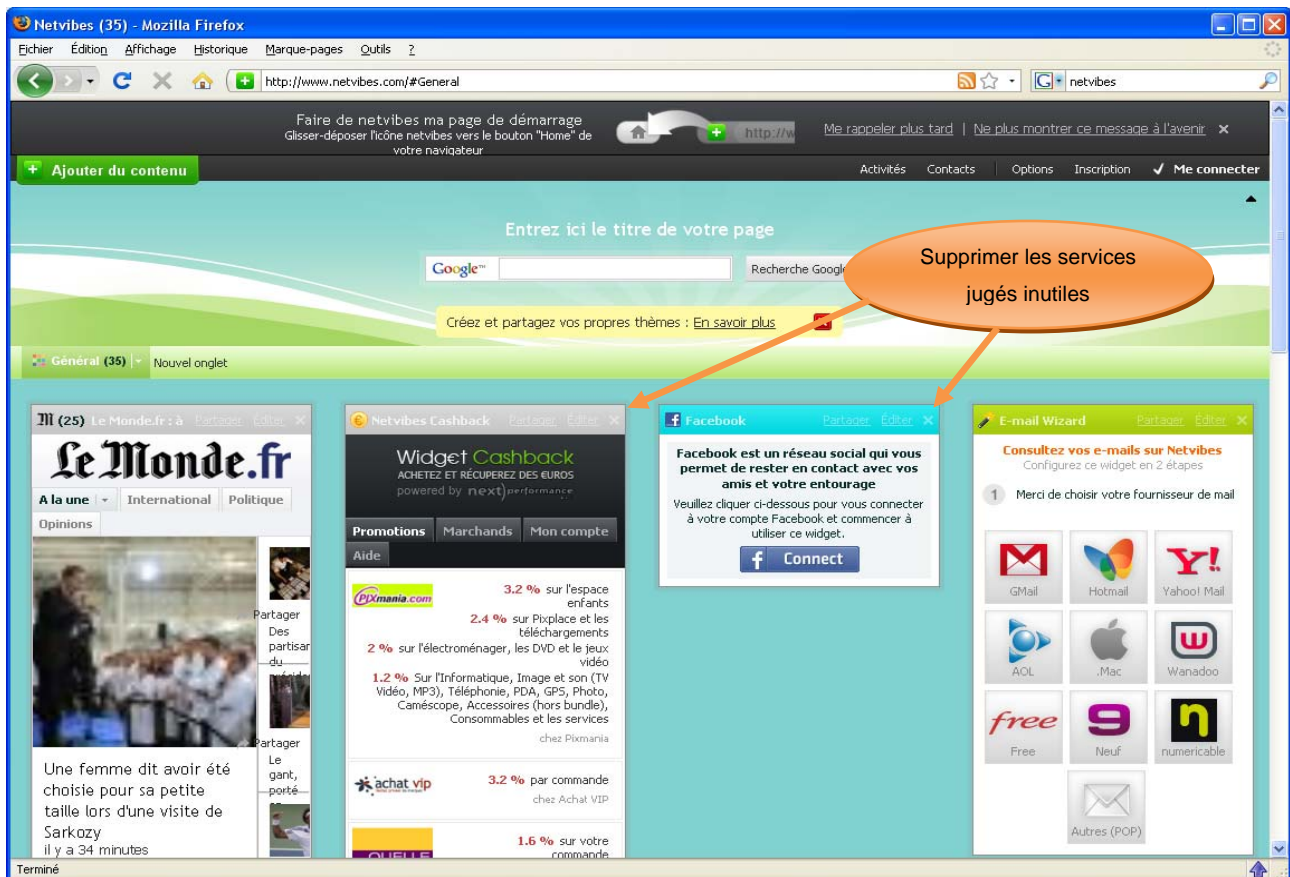 Netvibes (35) - Mozilla Firefox
Eichier Édition Affichage Historique Marque-pages Outils ?
http://www.netvibes.com/#General
netvibes
Faire de netvibes ma page de démarrage
Glisser-déposer l'icône netvibes vers le bouton "Home" de
votre navigateur
http://w
Me rappeler plus tard | Ne plus montrer ce message à l'avenir
Ajouter du contenu
Activités Contacts Options Inscription Me connecter
Entrez ici le titre de votre page
Google™
Recherche Google
Supprimer les services
jugés inutiles
Créez et partagez vos propres thèmes : En savoir plus
Général (35) Nouvel onglet
M (25) Le Monde.fr : à Partager Éditer
Le Monde.fr
A la une International Politique
Opinions
Partager
Des
partisar
du
Partager
Le
gant,
porté
Une femme dit avoir été
choisie pour sa petite
taille lors d'une visite de
Sarkozy
il y a 34 minutes
Netvibes Cashback Partager Éditer
Widget Cashback
ACHETEZ ET RÉCUPEREZ DES EUROS
powered by next)performance
Promotions Marchands Mon compte
Aide
PIXmania.com
3.2 % sur l'espace
enfants
2.4 % sur Pixplace et les
téléchargements
2 % sur l'électroménager, les DVD et le jeux
vidéo
1.2 % Sur l'Informatique, Image et son (TV
Vidéo, MP3), Téléphonie, PDA, GPS, Photo,
Caméscope, Accessoires (hors bundle),
Consommables et les services
chez Pixmania
achat vip
3.2 % par commande
chez Achat VIP
QUELLE
1.6 % sur votre
commande
Facebook Partager Éditer
Facebook est un réseau social qui vous
permet de rester en contact avec vos
amis et votre entourage
Veuillez cliquer ci-dessous pour vous connecter
à votre compte Facebook et commencer à
utiliser ce widget.
f Connect
E-mail Wizard Partager Éditer
Consultez vos e-mails sur Netvibes
Configurez ce widget en 2 étapes
1 Merci de choisir votre fournisseur de mail
GMail Hotmail Yahoo! Mail
AOL .Mac Wanadoo
free
Free Neuf numericable
Autres (POP)
Terminé